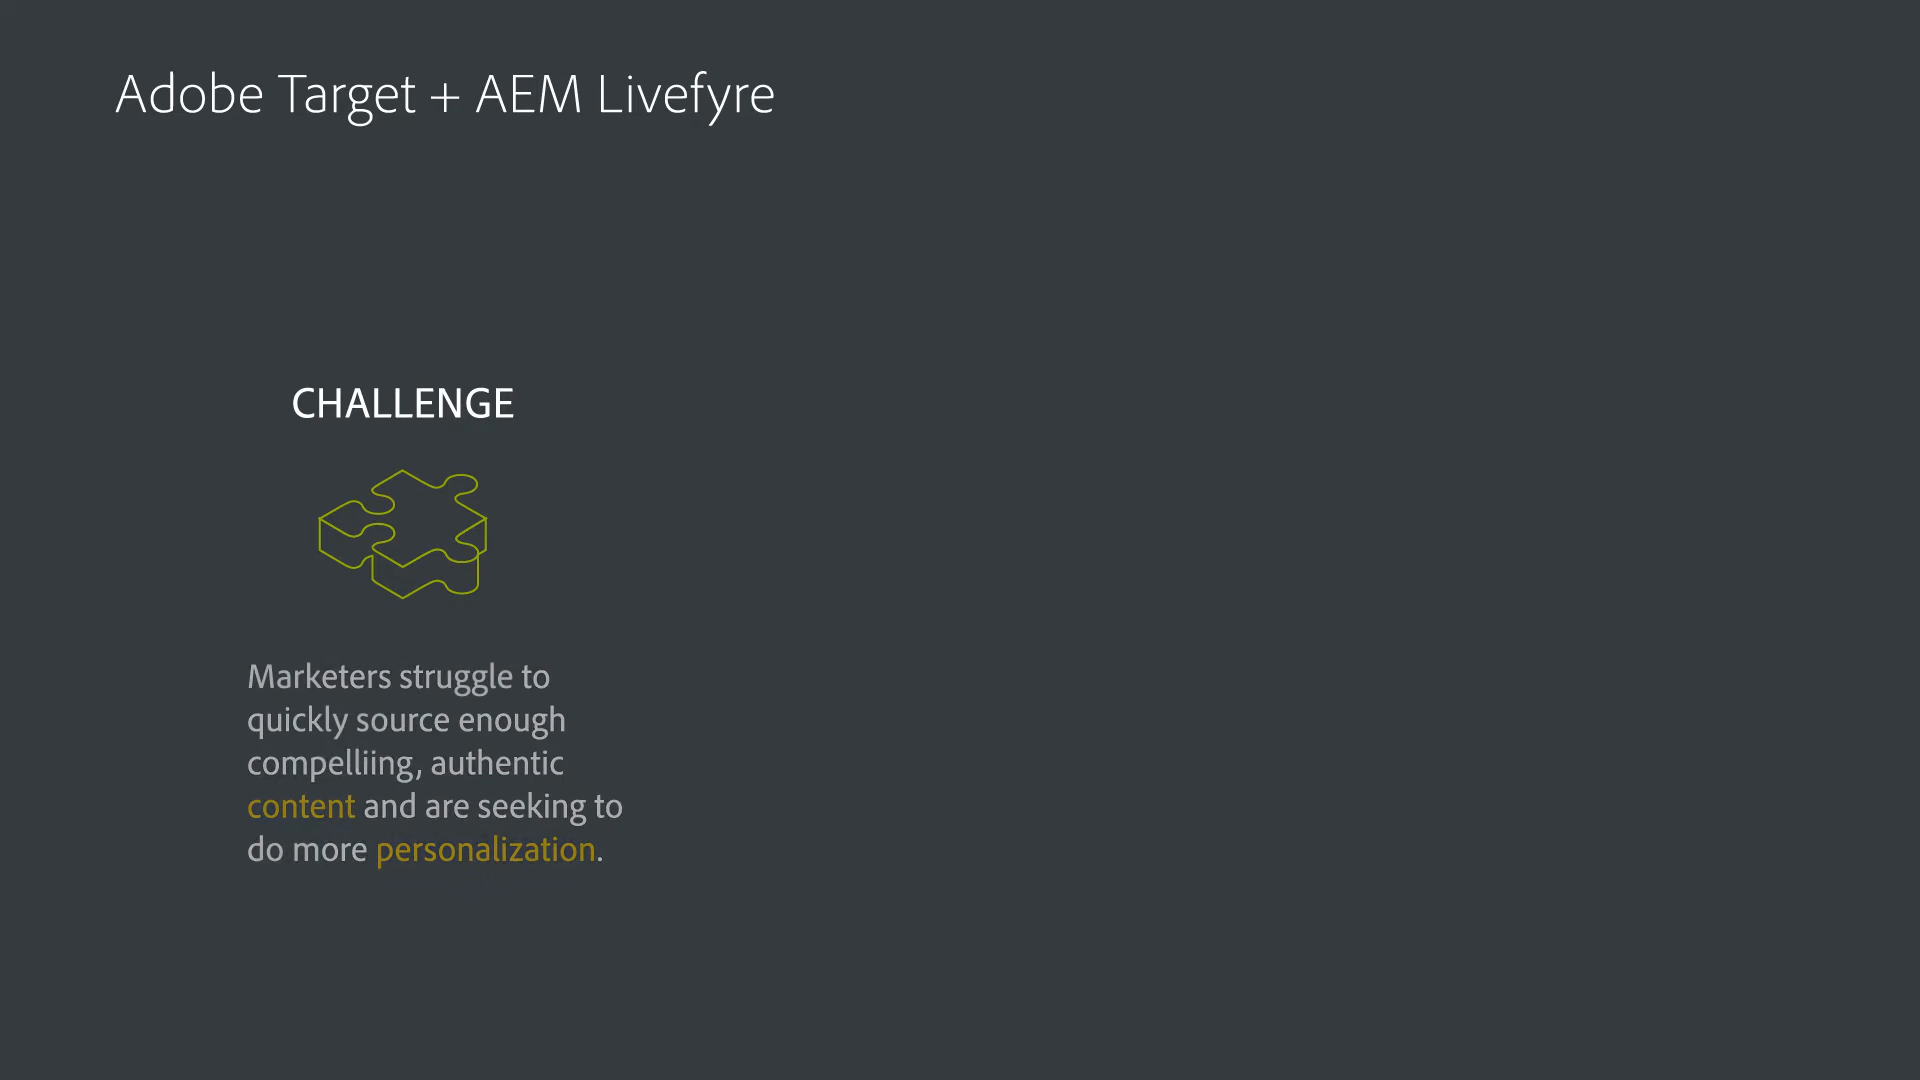 Adobe Target + AEM Livefyre
CHALLENGE
Marketers struggle to
quickly source enough
compelliing, authentic
content and are seeking to
do more personalization.